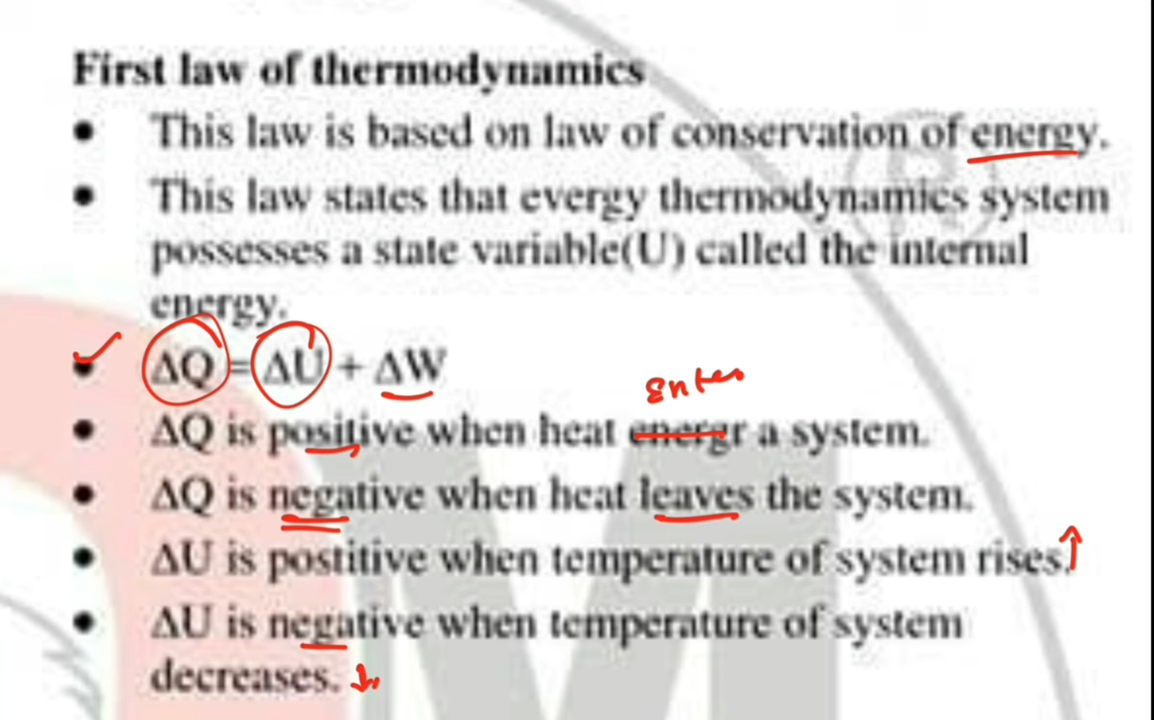 First law of thermodynamics
• This law is based on law of conservation of energy.
• This law states that evergy thermodynamics system
possesses a state variable(U) called the internal
energy.
• ΔQ = ΔU + ΔW
Enter
• ΔQ is positive when heat energr a system.
• ΔQ is negative when heat leaves the system.
• ΔU is postitive when temperature of system rises.
• ΔU is negative when temperature of system
decreases.